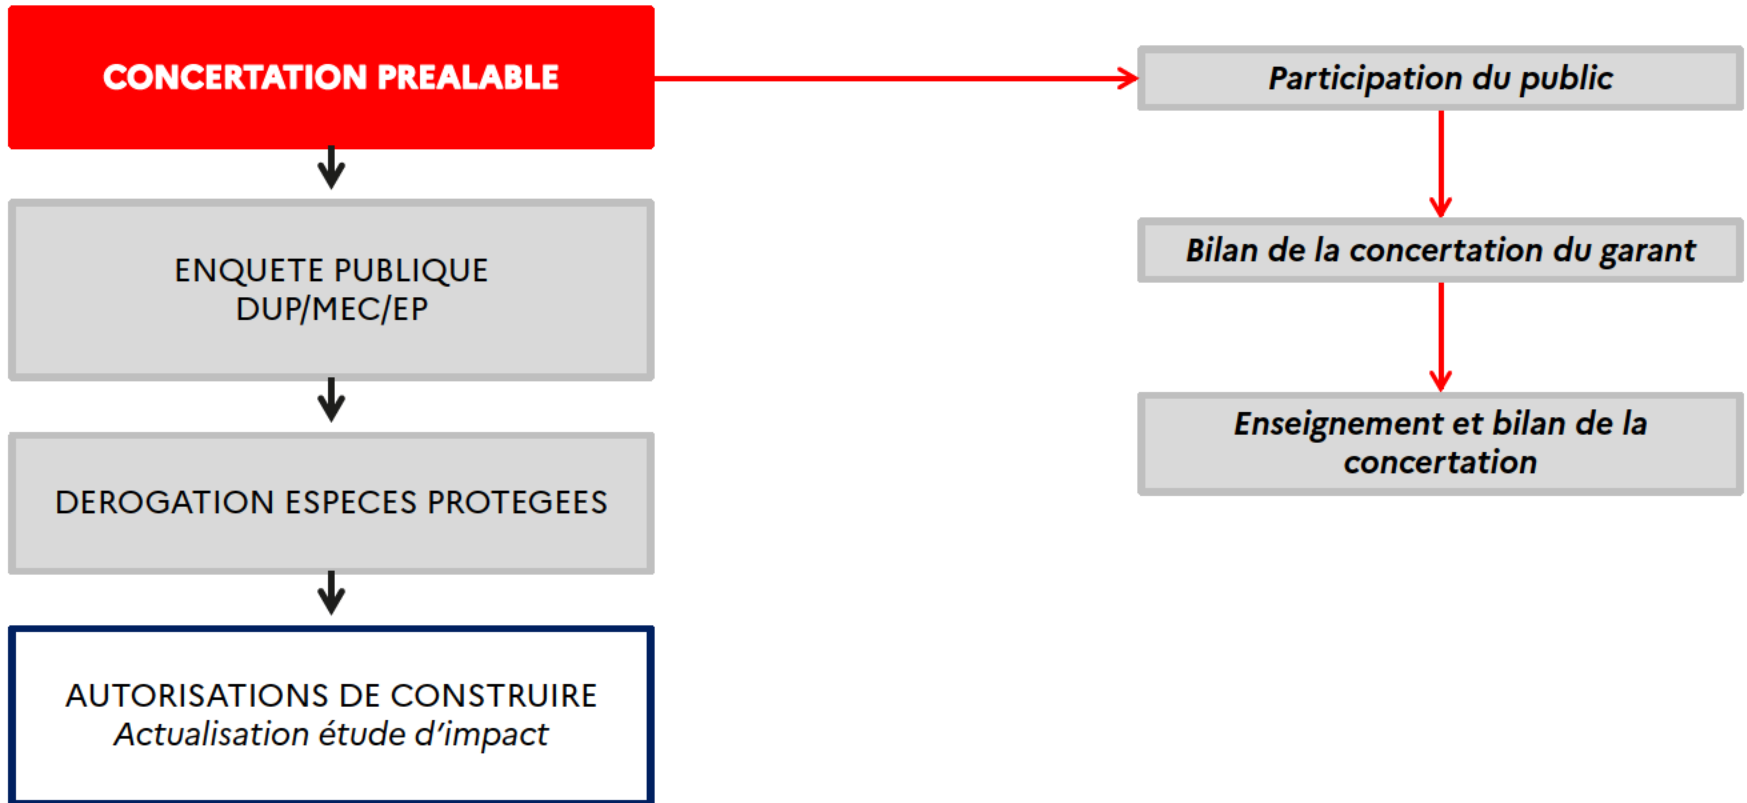 CONCERTATION PREALABLE
ENQUETE PUBLIQUE
DUP/MEC/EP
DEROGATION ESPECES PROTEGEES
AUTORISATIONS DE CONSTRUIRE
Actualisation étude d'impact
Participation du public
Bilan de la concertation du garant
Enseignement et bilan de la
concertation